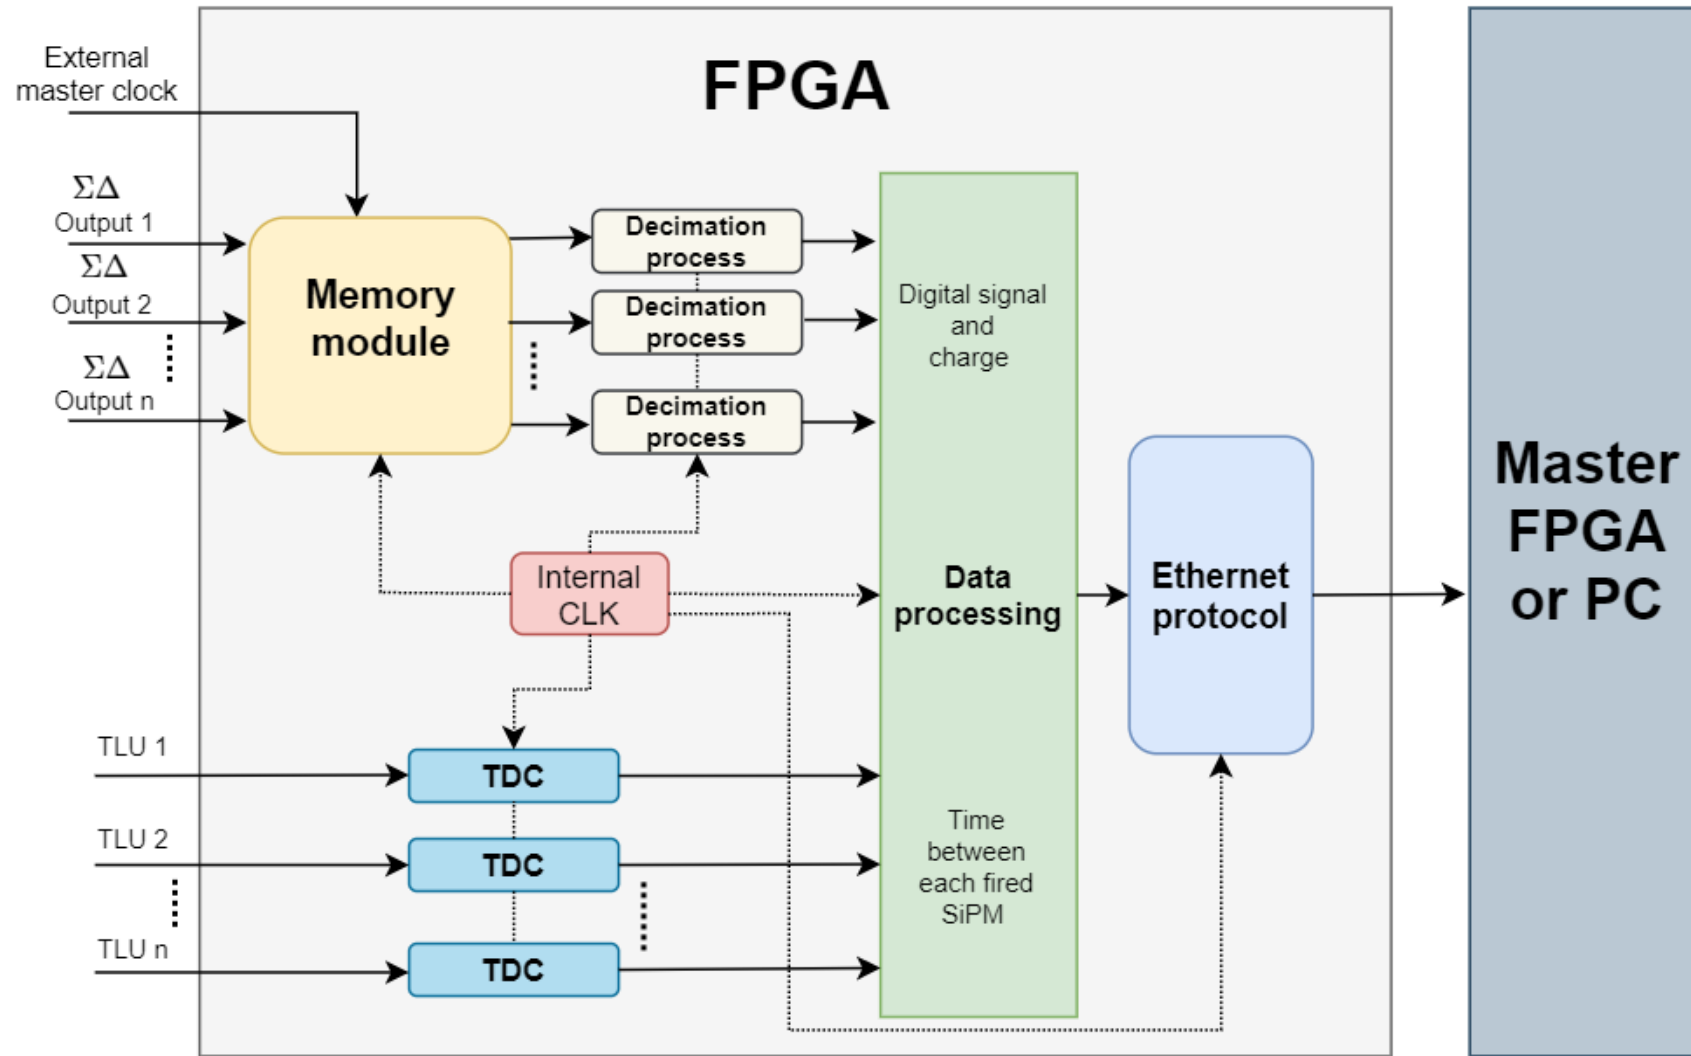 FPGA
External
master clock
ΣΔ
Output 1
ΣΔ
Output 2
ΣΔ
Output n
Memory
module
Decimation
process
Decimation
process
Decimation
process
Digital signal
and
charge
Internal
CLK
Data
processing
Ethernet
protocol
Master
FPGA
or PC
TLU 1
TDC
TLU 2
TDC
TLU n
TDC
Time
between
each fired
SiPM